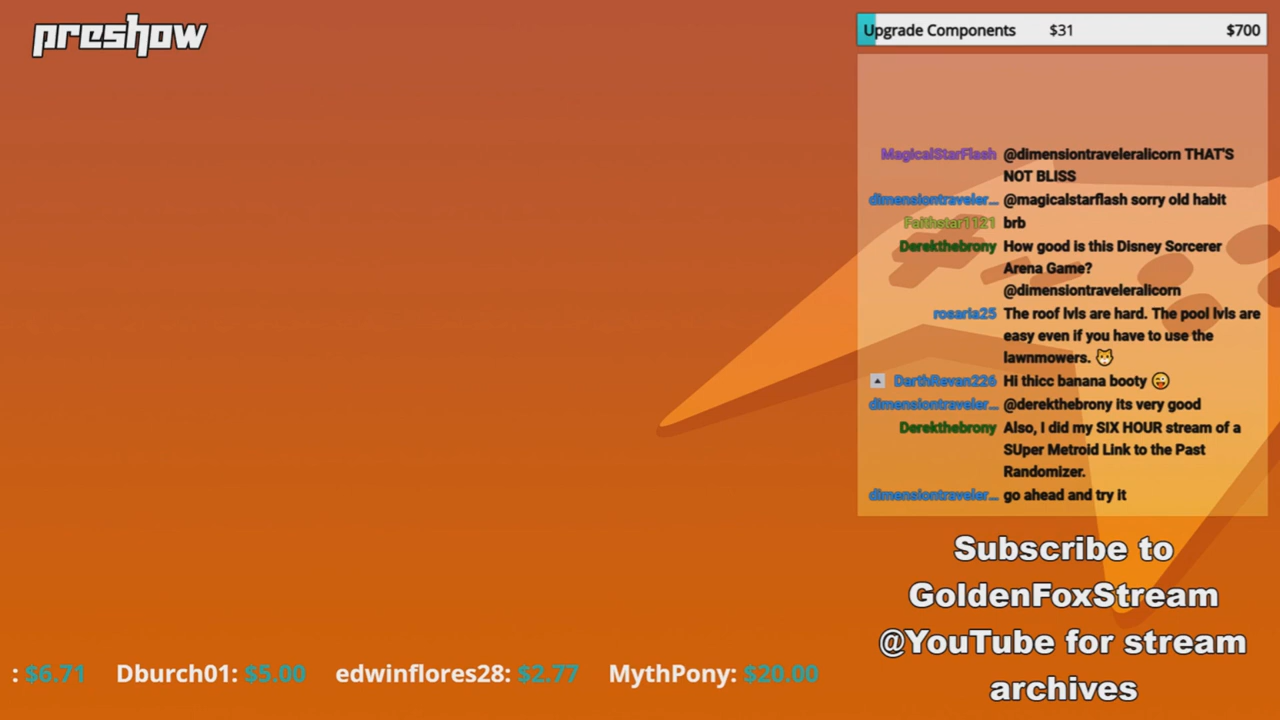 preshow
Upgrade Components $31 $700
MagicalStarFlash @dimensiontraveleralicorn THAT'S
NOT BLISS
dimensiontraveler... @magicalstarflash sorry old habit
Faithstar1121 brb
Derekthebrony How good is this Disney Sorcerer
Arena Game?
@dimensiontraveleralicorn
rosaria25 The roof lvls are hard. The pool lvls are
easy even if you have to use the
lawnmowers. 🐱
DarthRevan226 Hi thicc banana booty 😜
dimensiontraveler... @derekthebrony its very good
Derekthebrony Also, I did my SIX HOUR stream of a
SUper Metroid Link to the Past
Randomizer.
dimensiontraveler... go ahead and try it
Subscribe to
GoldenFoxStream
@YouTube for stream
archives
: $6.71 Dburch01: $5.00 edwinflores28: $2.77 MythPony: $20.00